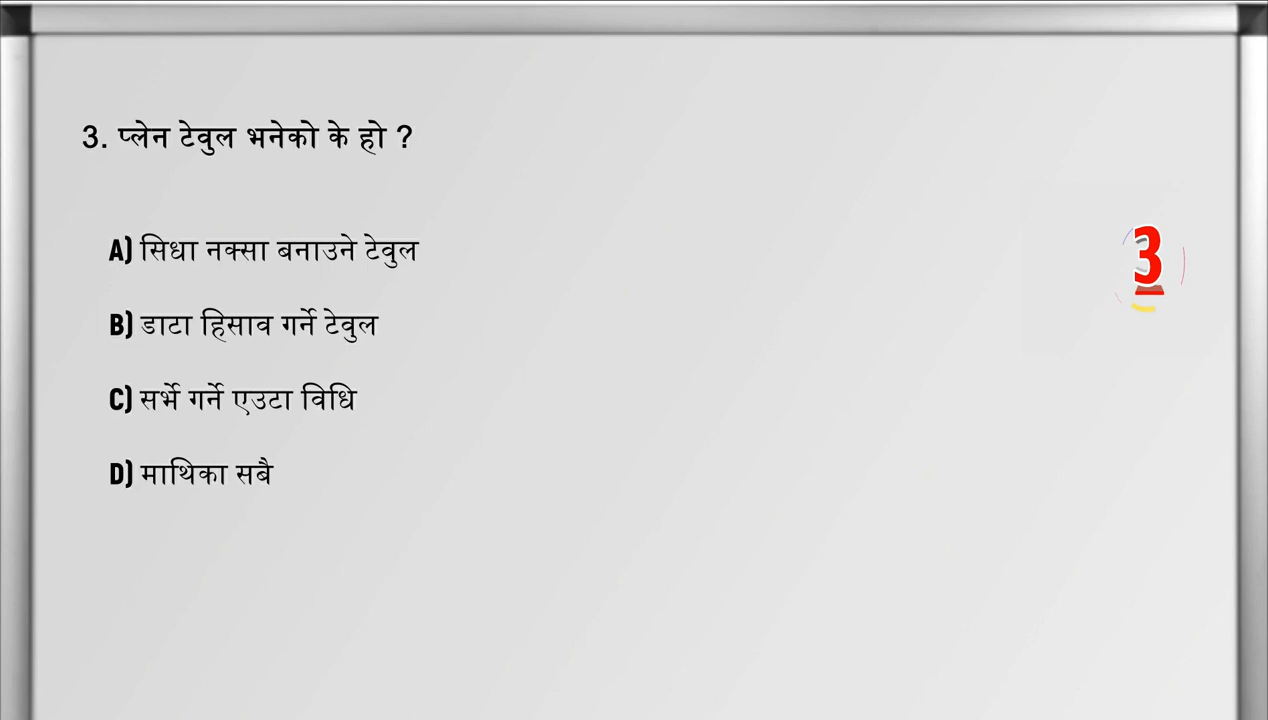 3. प्लेन टेवुल भनेको के हो ?
A) सिधा नक्सा बनाउने टेवुल
3
B) डाटा हिसाव गर्ने टेवुल
C) सर्भे गर्ने एउटा विधि
D) माथिका सबै